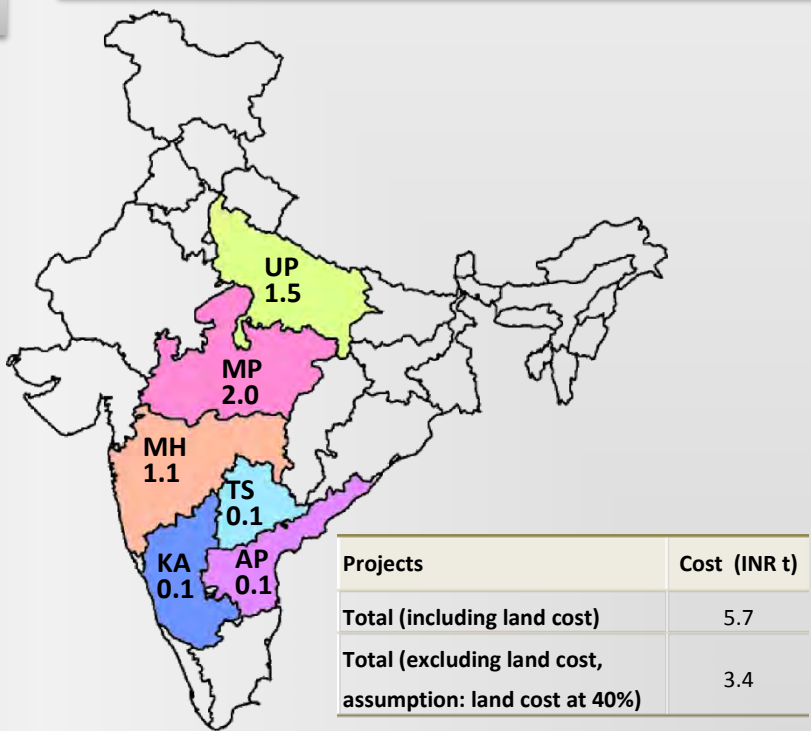 UP
1.5
MP
2.0
MH
1.1
TS
0.1
KA
0.1
AP
0.1
Projects Cost (INR t)
Total (including land cost) 5.7
Total (excluding land cost,
assumption: land cost at 40%) 3.4